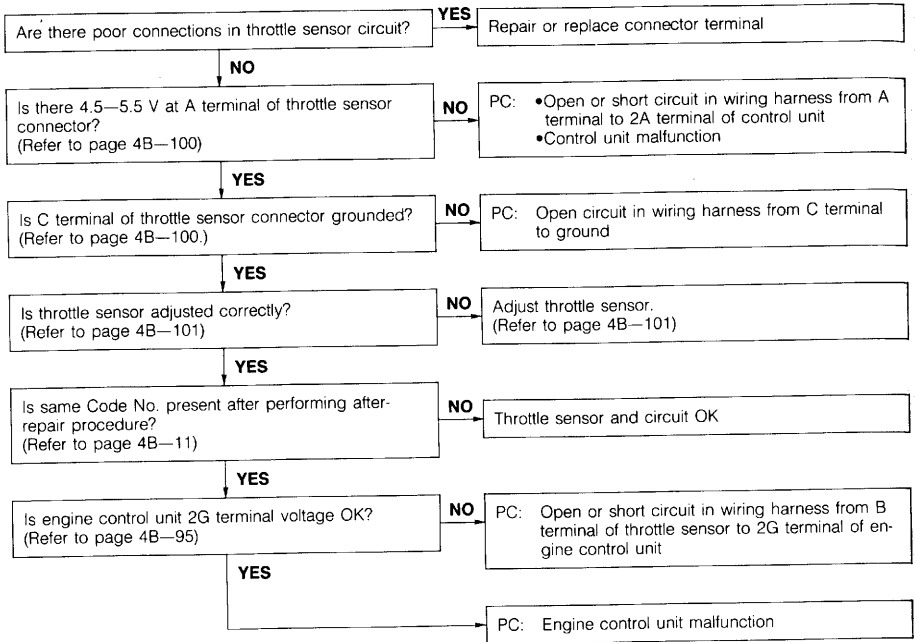 Are there poor connections in throttle sensor circuit?
YES
Repair or replace connector terminal
NO
Is there 4.5—5.5 V at A terminal of throttle sensor
connector?
(Refer to page 4B—100)
NO
PC: •Open or short circuit in wiring harness from A
terminal to 2A terminal of control unit
•Control unit malfunction
YES
Is C terminal of throttle sensor connector grounded?
(Refer to page 4B—100.)
NO
PC: Open circuit in wiring harness from C terminal
to ground
YES
Is throttle sensor adjusted correctly?
(Refer to page 4B—101)
NO
Adjust throttle sensor.
(Refer to page 4B—101)
YES
Is same Code No. present after performing after-
repair procedure?
(Refer to page 4B—11)
NO
Throttle sensor and circuit OK
YES
Is engine control unit 2G terminal voltage OK?
(Refer to page 4B—95)
NO
PC: Open or short circuit in wiring harness from B
terminal of throttle sensor to 2G terminal of en-
gine control unit
YES
PC: Engine control unit malfunction